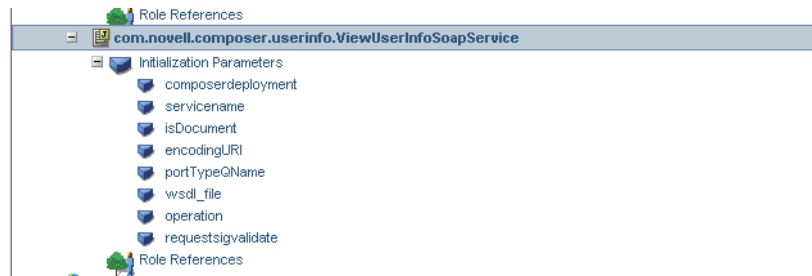 Role References
com.novell.composer.userinfo.ViewUserInfoSoapService
Initialization Parameters
composerdeployment
servicename
isDocument
encodingURI
portTypeQName
wsdl_file
operation
requestsigvalidate
Role References